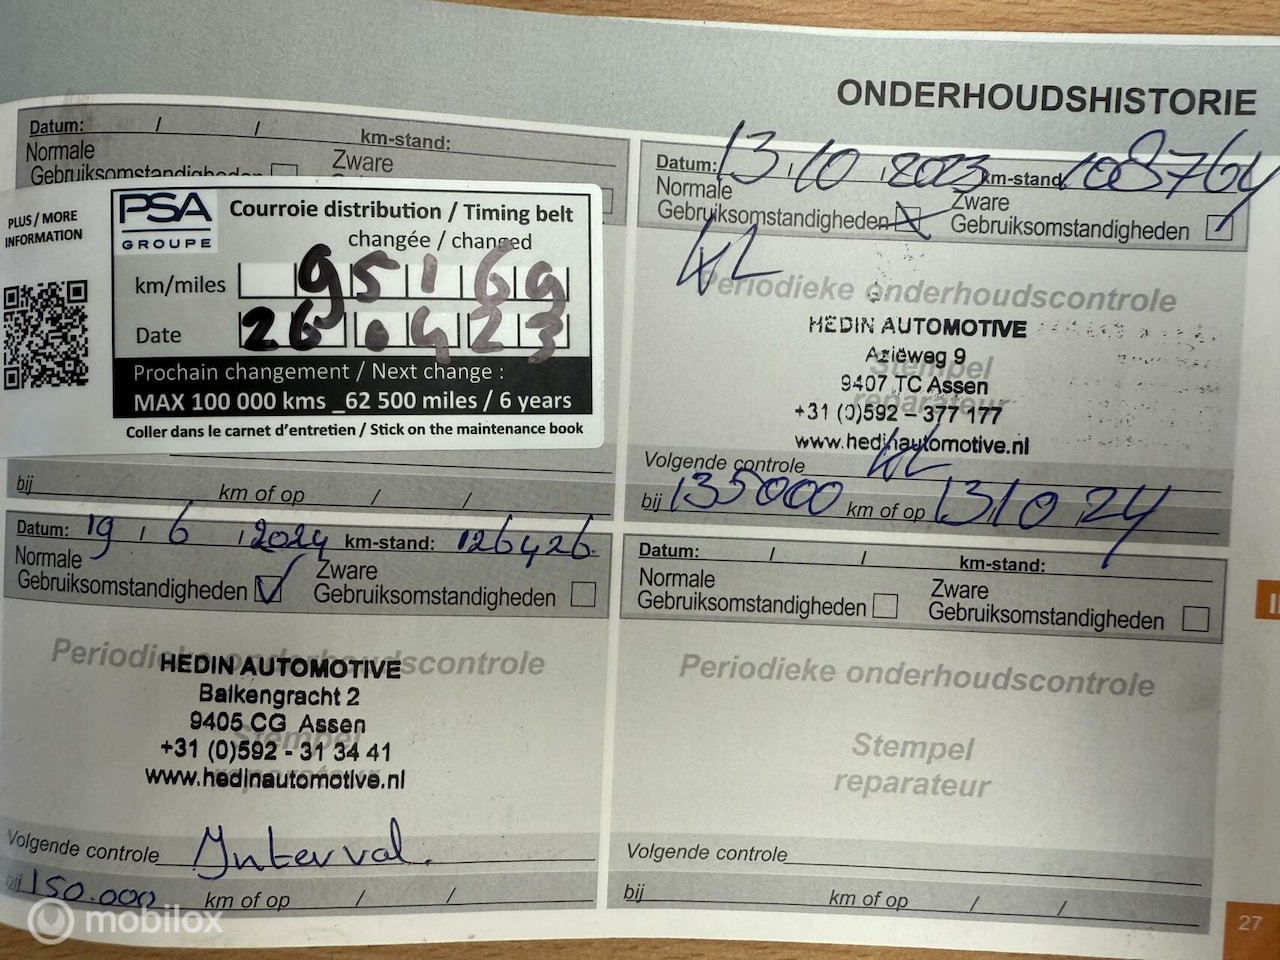 ONDERHOUDSHISTORIE
Datum: / / km-stand:
Normale
Gebruiksomstandigheden
Zware
PLUS / MORE
INFORMATION
PSA
GROUPE
Courroie distribution / Timing belt
changée / changed
km/miles 95169
Date 26.0423
Prochain changement / Next change :
MAX 100 000 kms _62 500 miles / 6 years
Coller dans le carnet d'entretien / Stick on the maintenance book
bij km of op / /
Datum: 13 / 10 / 2023 km-stand: 108764
Normale
Gebruiksomstandigheden
Zware
Gebruiksomstandigheden
Periodieke onderhoudscontrole
HEDIN AUTOMOTIVE
Aziëweg 9
Stempel
9407 TC Assen
reparateur
+31 (0)592 – 377 177
www.hedinautomotive.nl
Volgende controle
bij 135000 km of op 13/10/24
Datum: 19 / 6 / 2024 km-stand: 126426.
Normale
Gebruiksomstandigheden
Zware
Gebruiksomstandigheden
Periodieke onderhoudscontrole
HEDIN AUTOMOTIVE
Balkengracht 2
9405 CG Assen
Stempel
+31 (0)592 - 31 34 41
www.hedinautomotive.nl
reparateur
Volgende controle Interval.
bij 150.000 km of op / /
Datum: / / km-stand:
Normale
Gebruiksomstandigheden
Zware
Gebruiksomstandigheden
Periodieke onderhoudscontrole
Stempel
reparateur
Volgende controle
bij km of op / /
27
mobilox